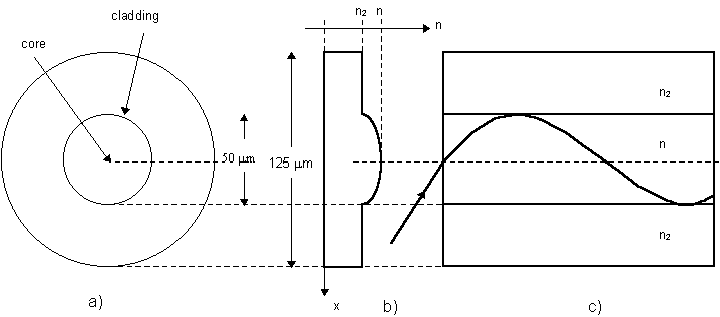 cladding
core
50 μm
125 μm
n₂ n
n
x
n₂
n
n₂
a)
b)
c)